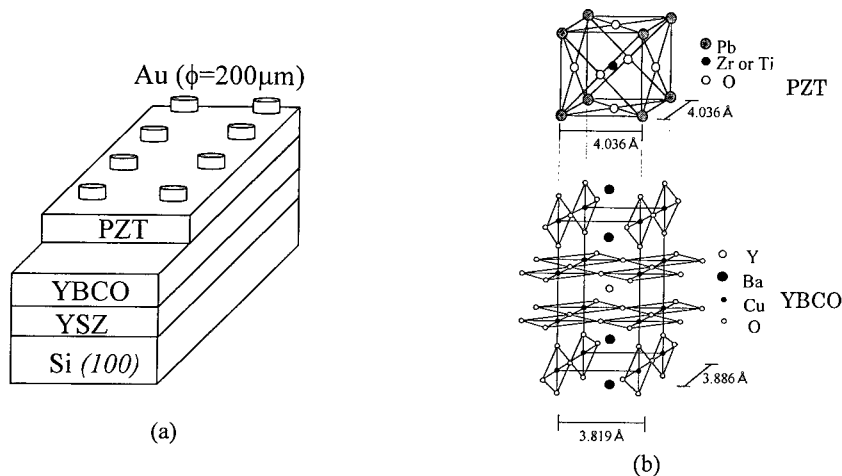 Au (ϕ=200μm)
PZT
YBCO
YSZ
Si (100)
(a)
Pb
Zr or Ti
O
PZT
4.036 Å
4.036 Å
Y
Ba
Cu
O
YBCO
3.886 Å
3.819 Å
(b)